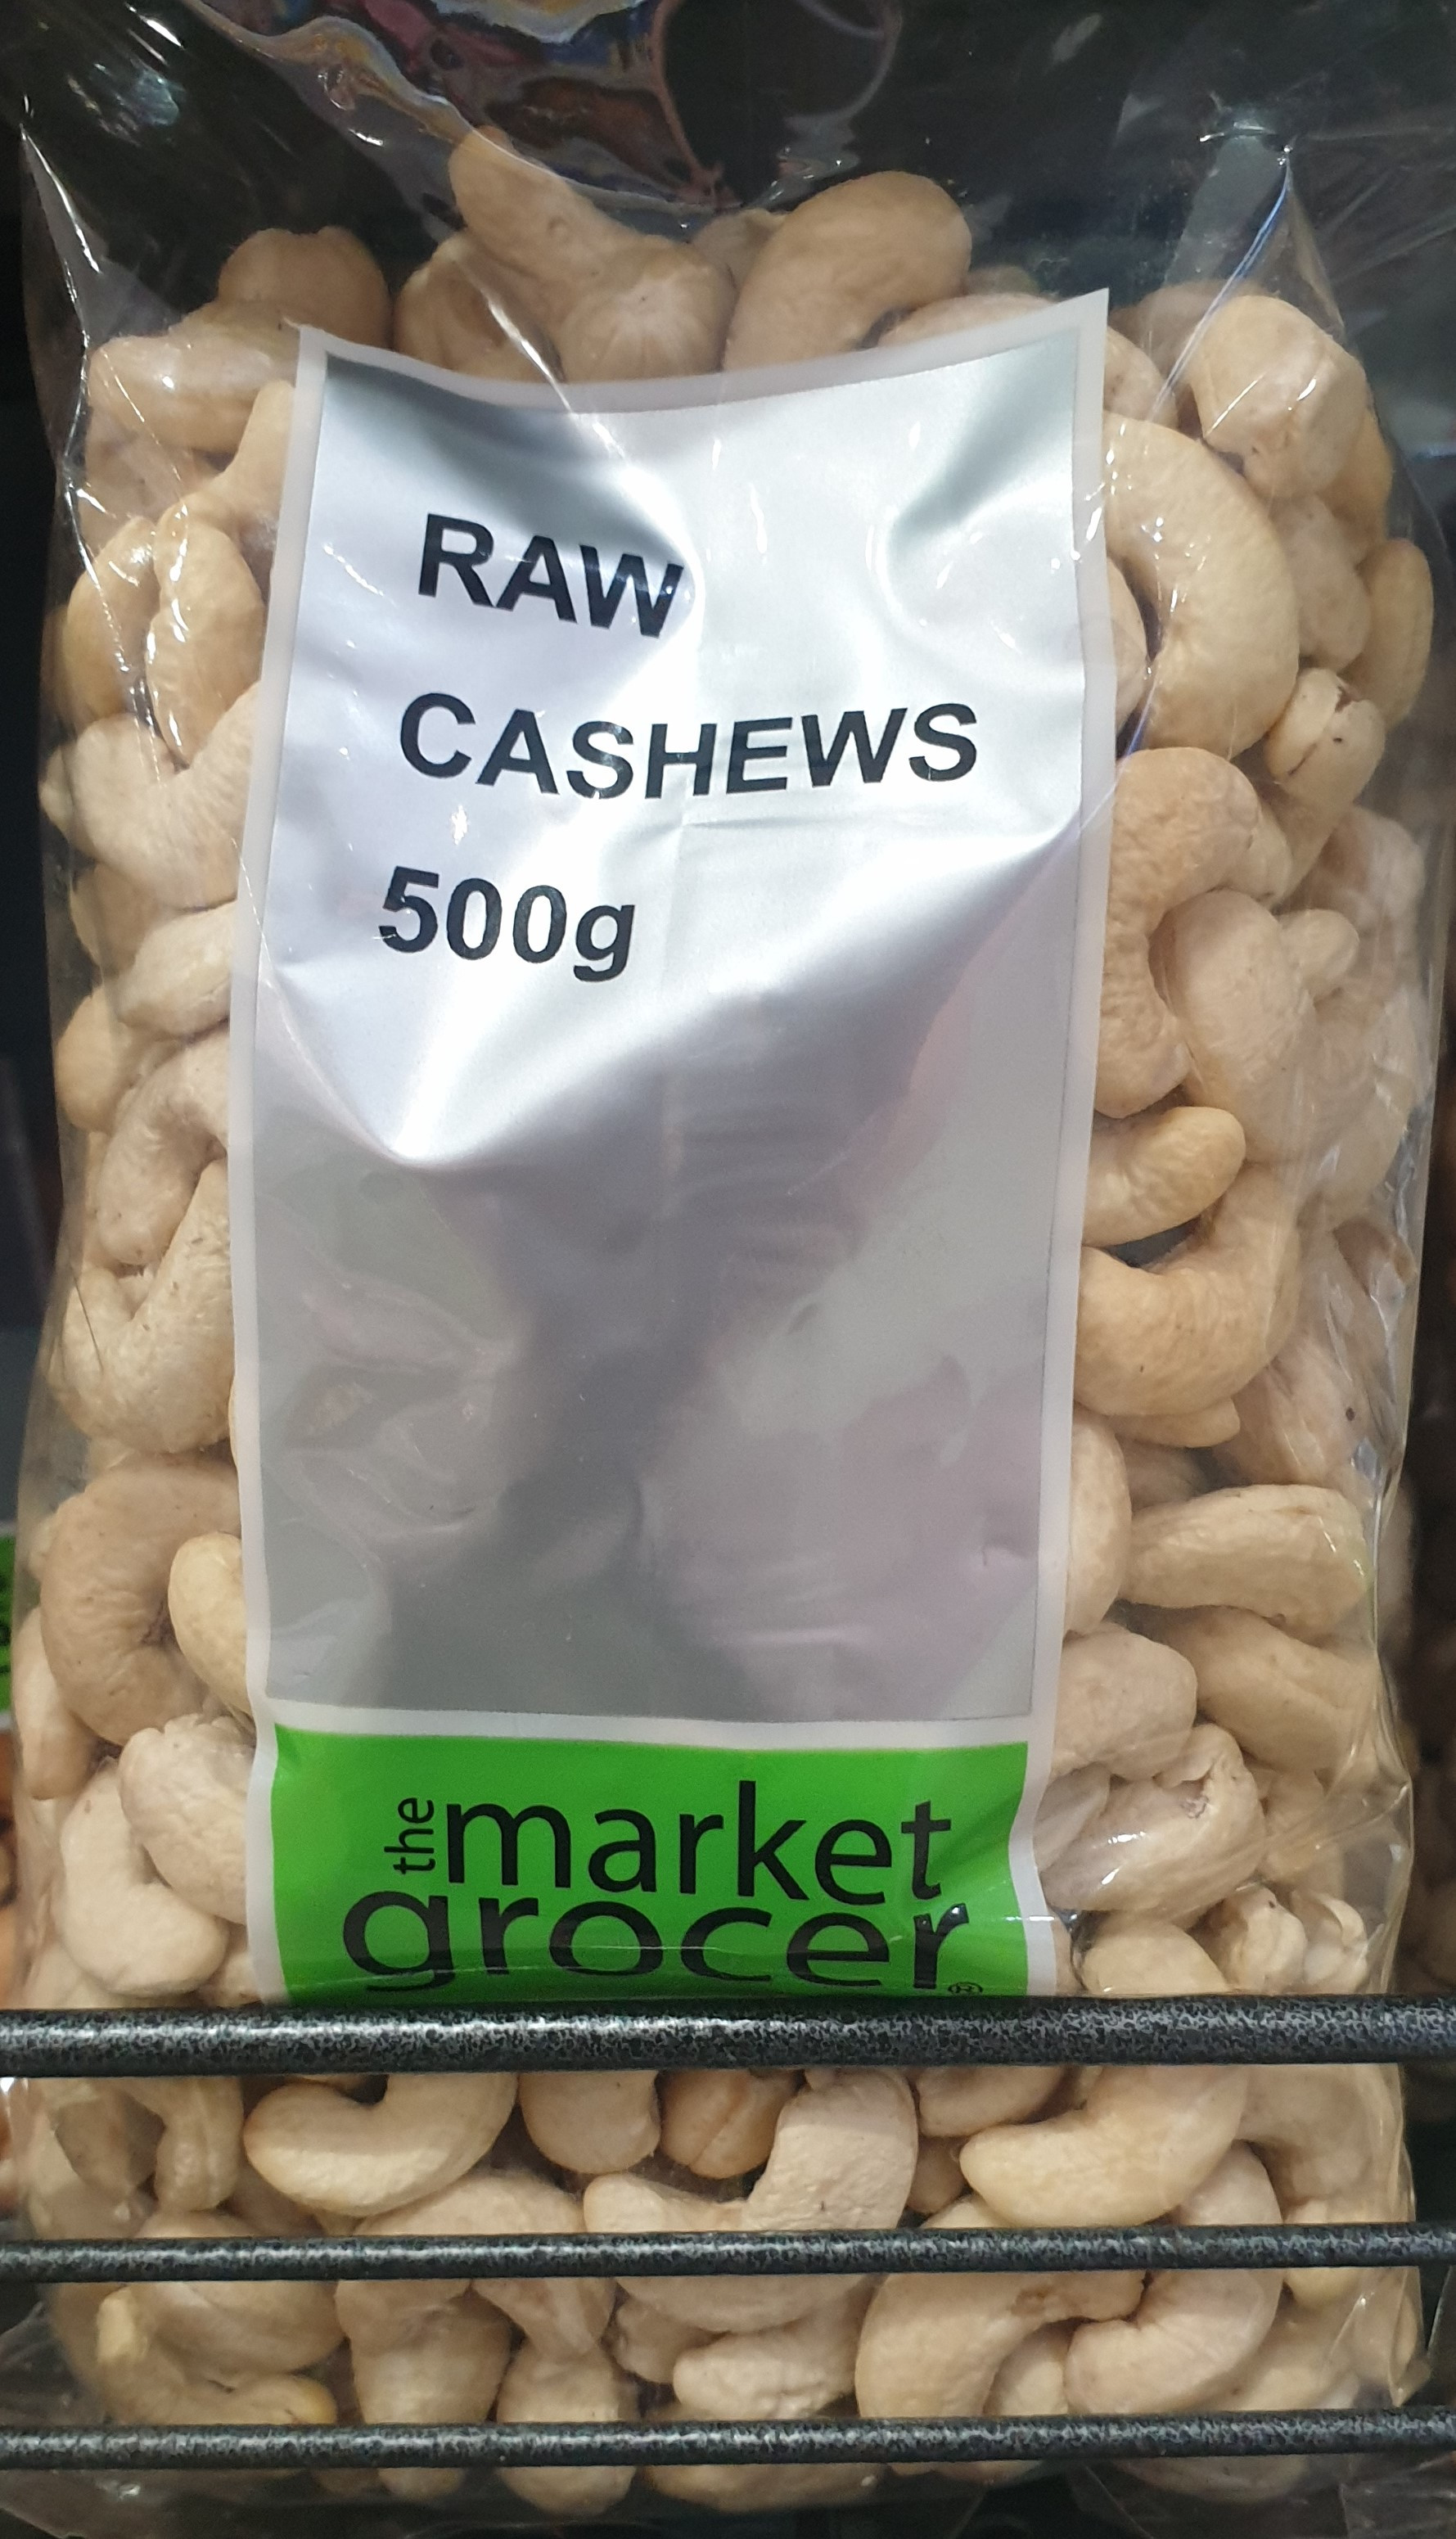 RAW
CASHEWS
500g
the market
grocer®